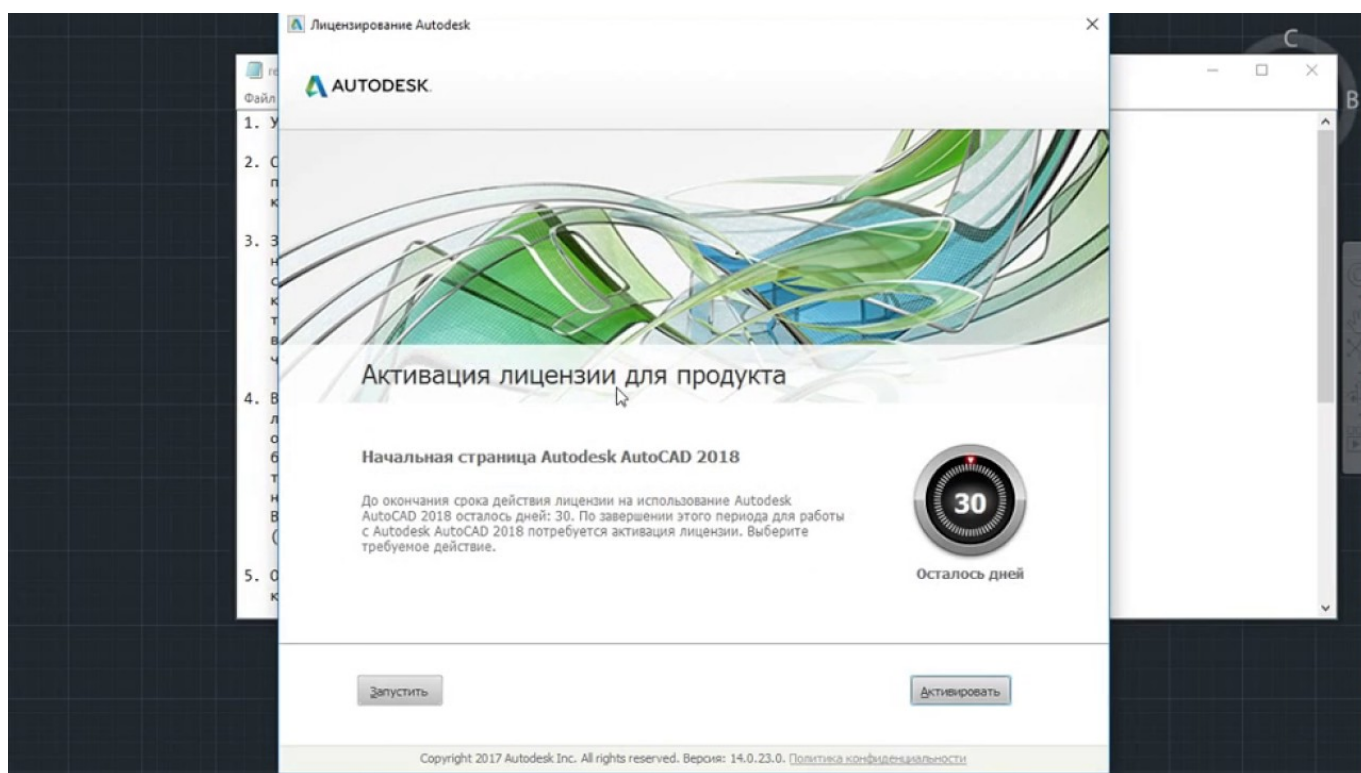 Лицензирование Autodesk
AUTODESK.
Файл
1. У
2. С
п
к
3. З
н
с
к
т
в
ч
4. В
л
о
б
т
н
В
(
5. О
к
С
В
Активация лицензии для продукта
Начальная страница Autodesk AutoCAD 2018
До окончания срока действия лицензии на использование Autodesk
AutoCAD 2018 осталось дней: 30. По завершении этого периода для работы
с Autodesk AutoCAD 2018 потребуется активация лицензии. Выберите
требуемое действие.
30
Осталось дней
Запустить
Активировать
Copyright 2017 Autodesk Inc. All rights reserved. Версия: 14.0.23.0. Политика конфиденциальности